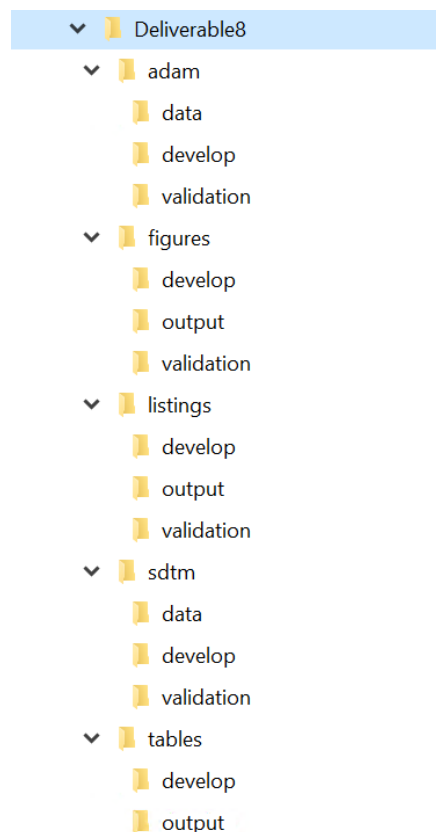 Deliverable8
adam
data
develop
validation
figures
develop
output
validation
listings
develop
output
validation
sdtm
data
develop
validation
tables
develop
output